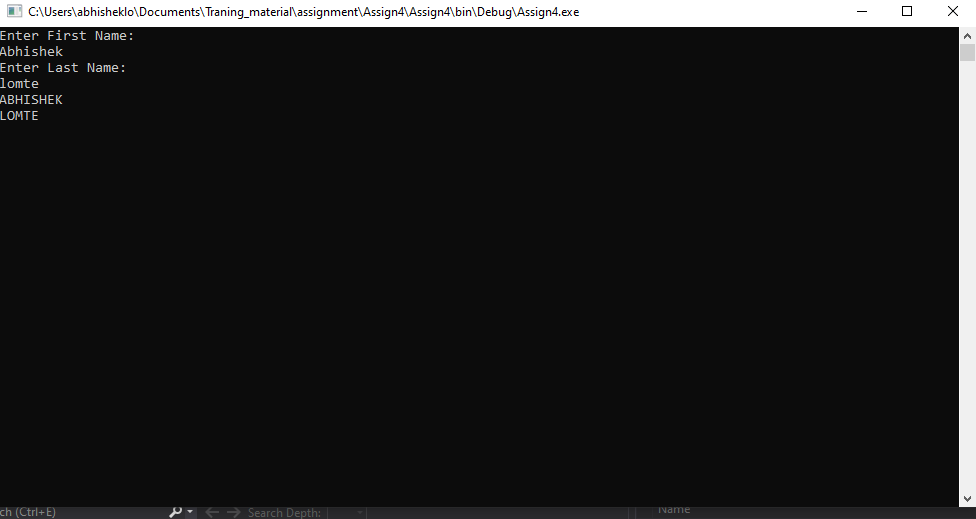 C:\Users\abhisheklo\Documents\Traning_material\assignment\Assign4\Assign4\bin\Debug\Assign4.exe
Enter First Name:
Abhishek
Enter Last Name:
lomte
ABHISHEK
LOMTE
ch (Ctrl+E)
Search Depth:
Name